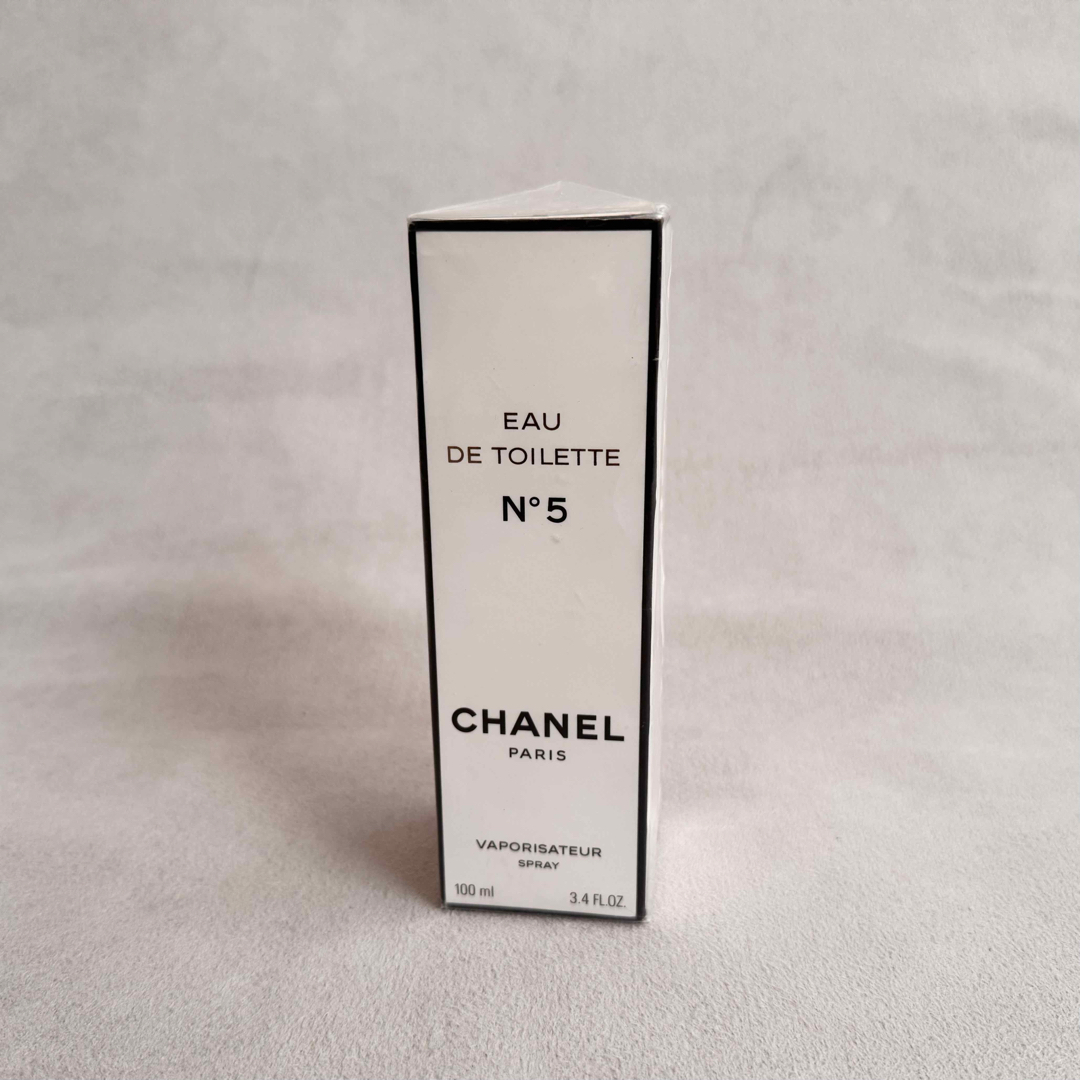 EAU
DE TOILETTE
N°5
CHANEL
PARIS
VAPORISATEUR
SPRAY
100 ml 3.4 FL.OZ.